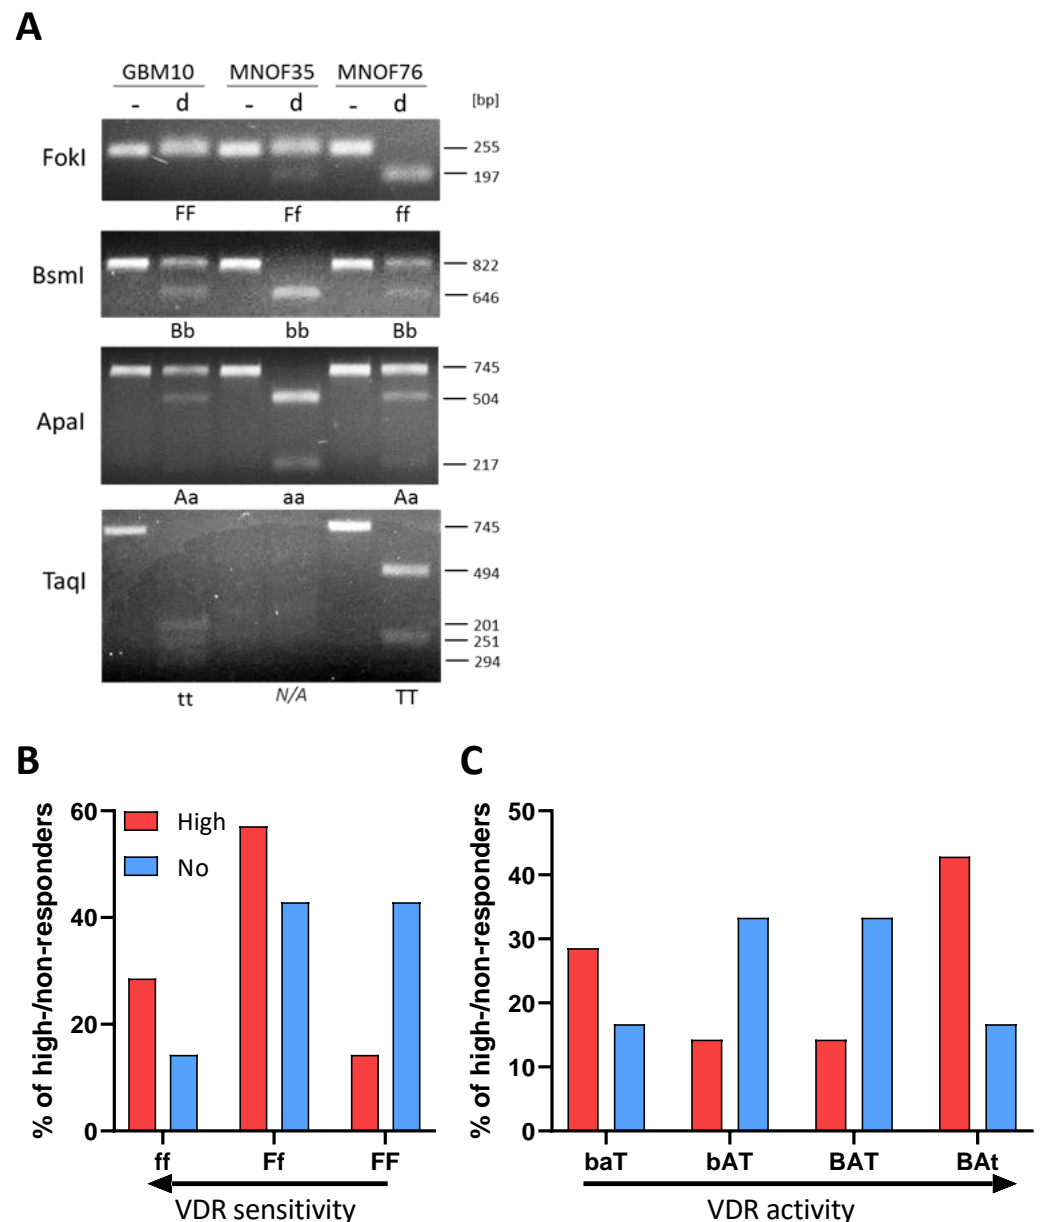 A
GBM10 MNOF35 MNOF76
- d - d - d [bp]
FokI
255
197
FF Ff ff
BsmI
822
646
Bb bb Bb
ApaI
745
504
217
Aa aa Aa
TaqI
745
494
201
251
294
tt N/A TT
B
% of high-/non-responders
60
40
20
0
High
No
ff Ff FF
VDR sensitivity
C
% of high-/non-responders
50
40
30
20
10
0
baT bAT BAT BAt
VDR activity